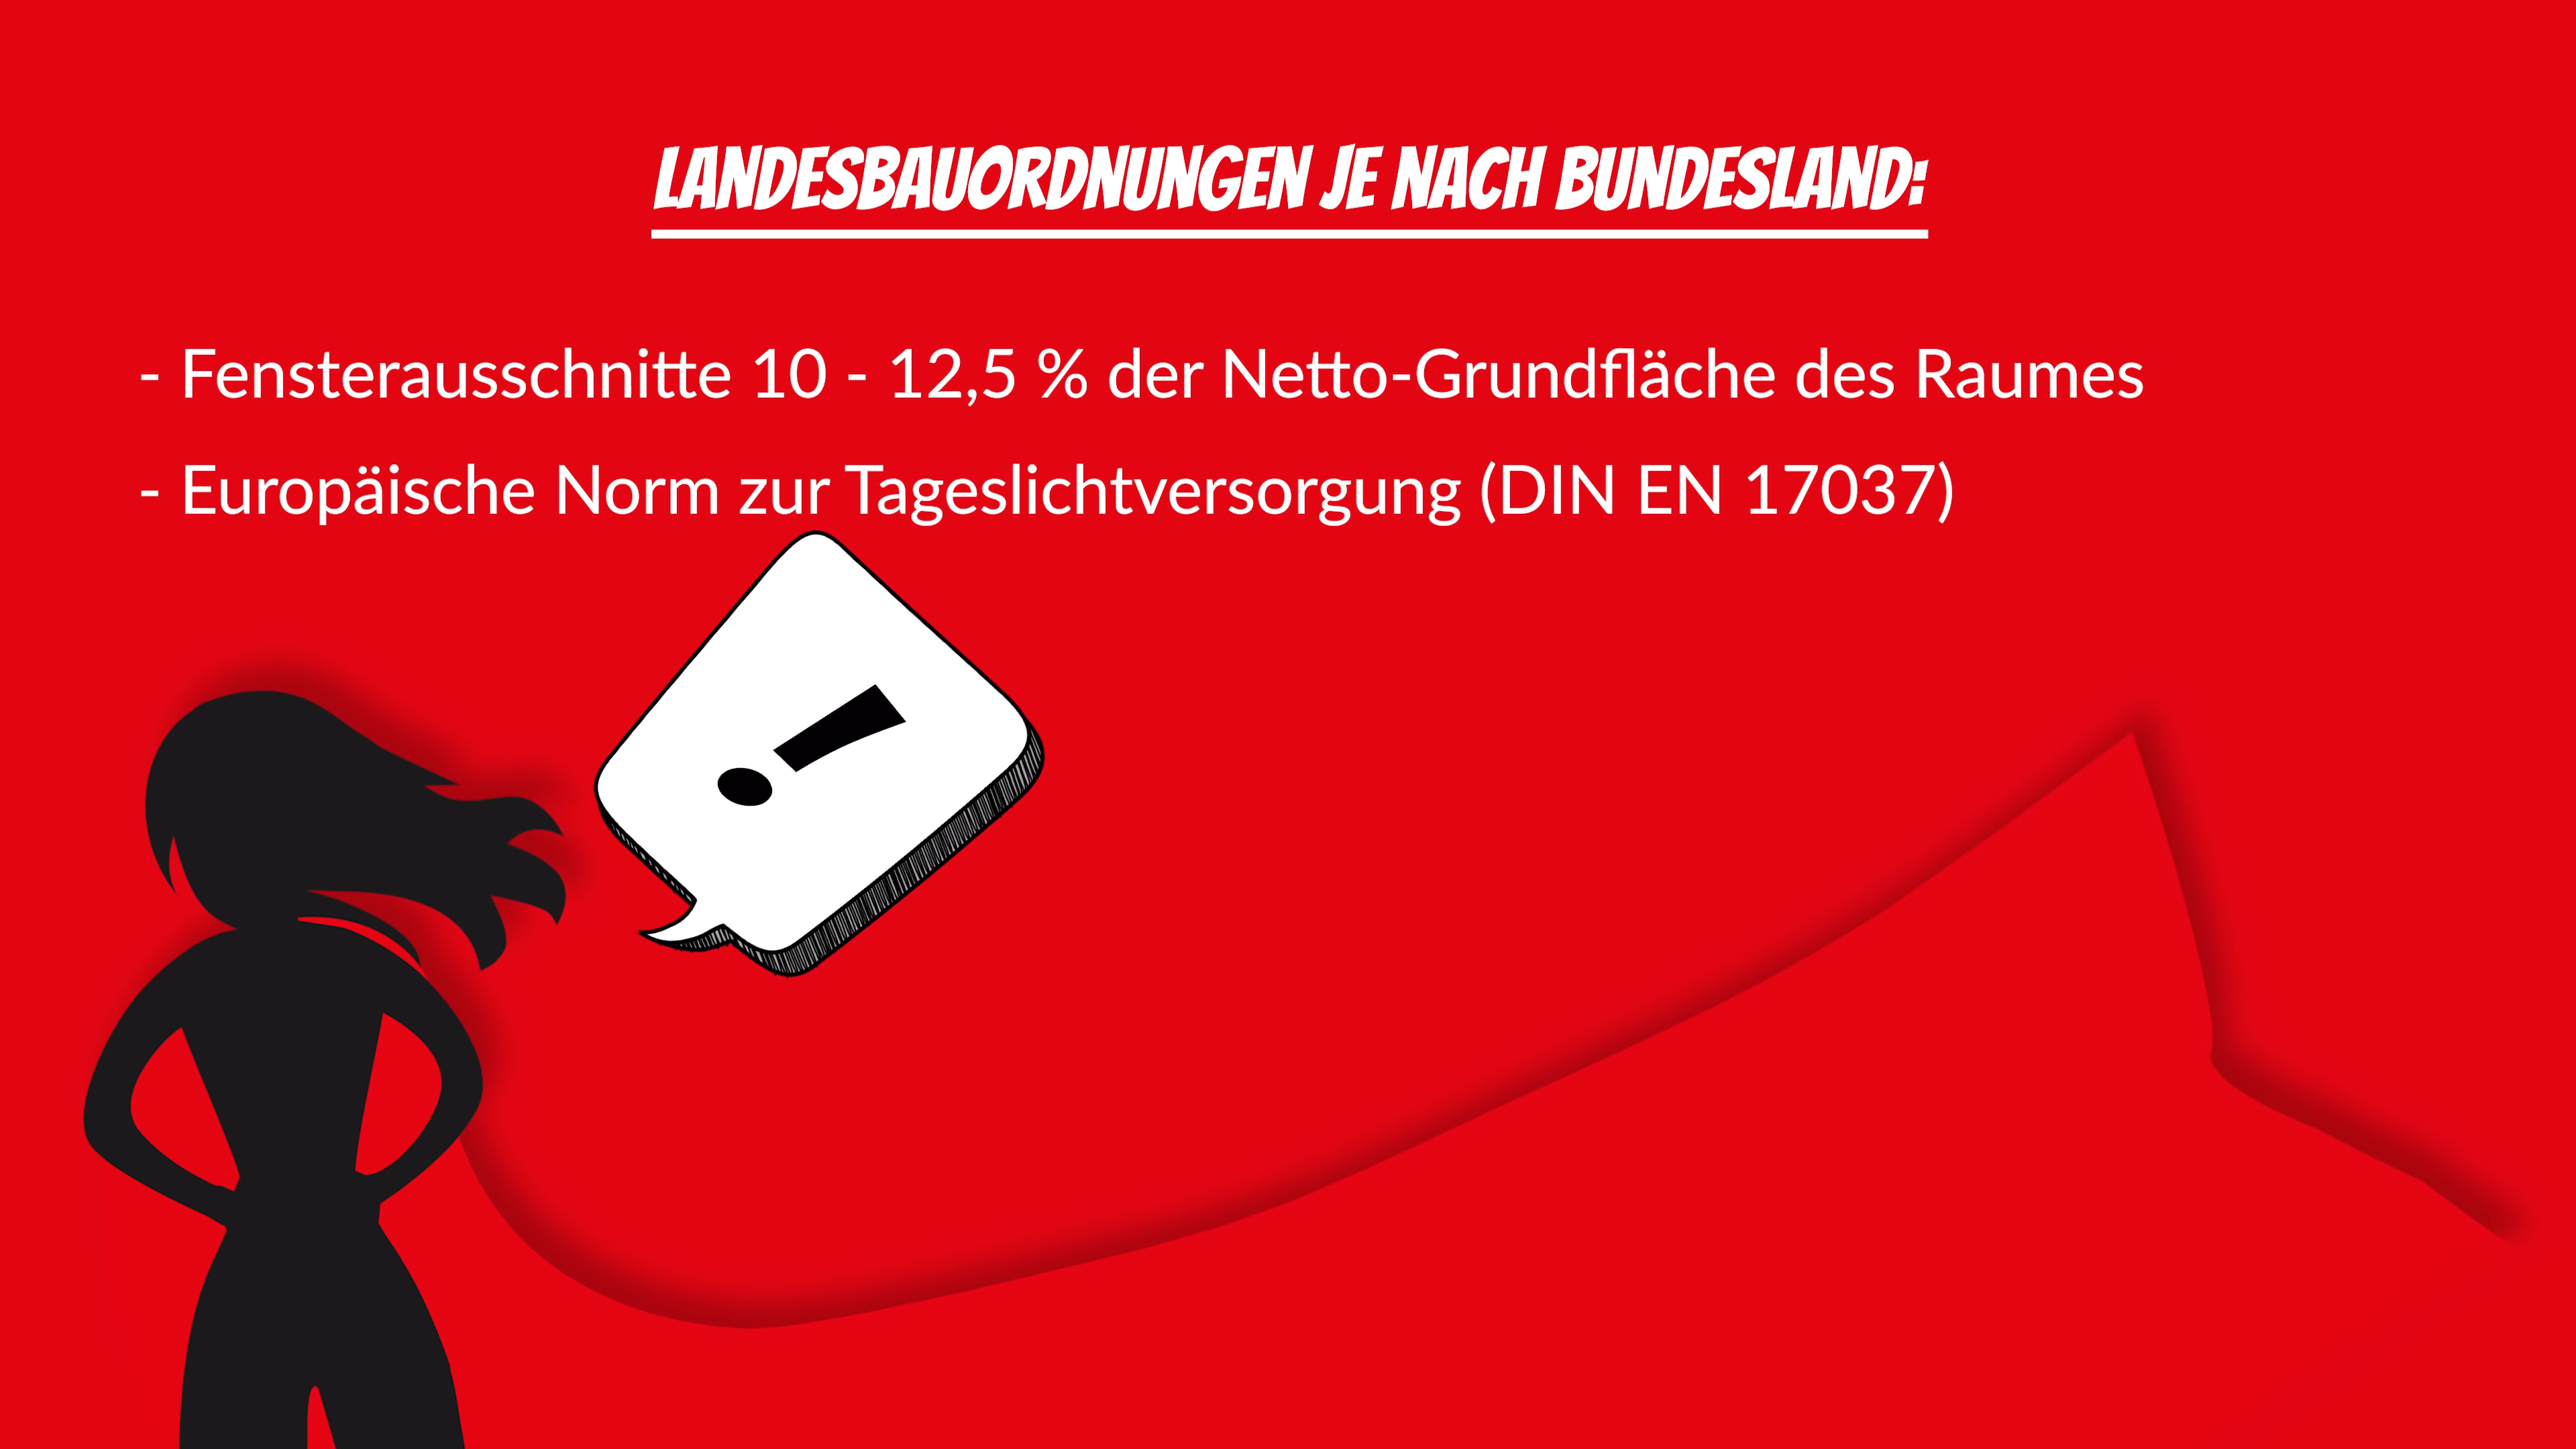 LANDESBAUORDNUNGEN JE NACH BUNDESLAND:
- Fensterausschnitte 10 - 12,5 % der Netto-Grundfläche des Raumes
- Europäische Norm zur Tageslichtversorgung (DIN EN 17037)
!